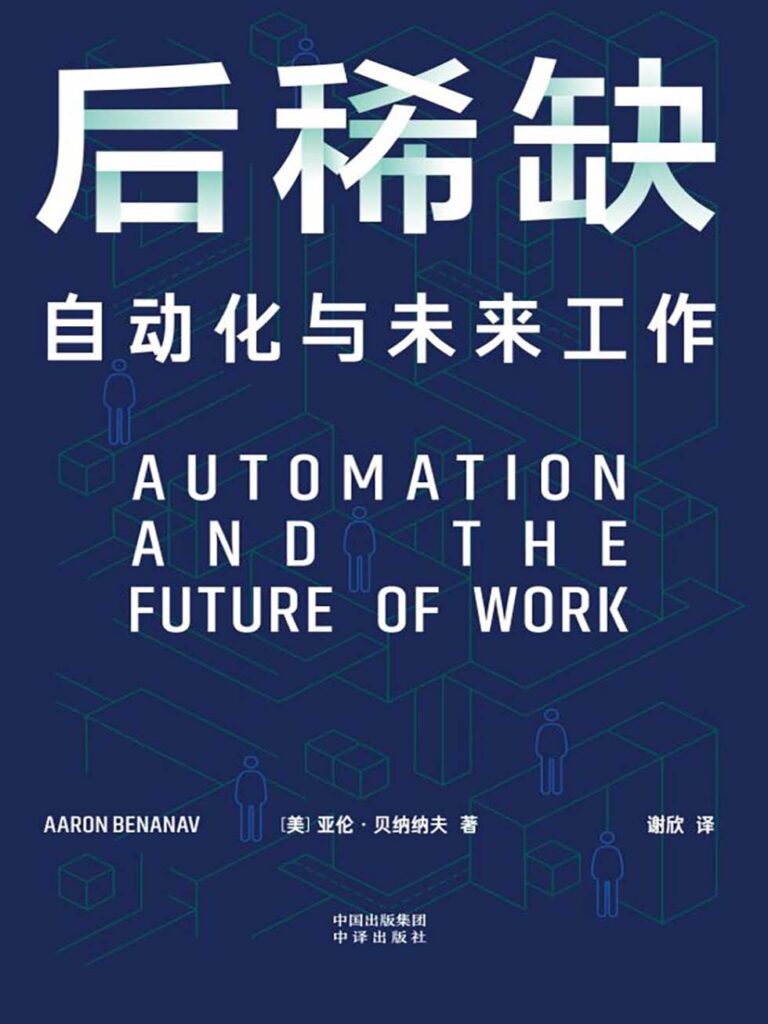 后稀缺
自动化与未来工作
AUTOMATION
AND THE
FUTURE OF WORK
AARON BENANAV [美] 亚伦·贝纳纳夫 著 谢欣 译
中国出版集团
中译出版社